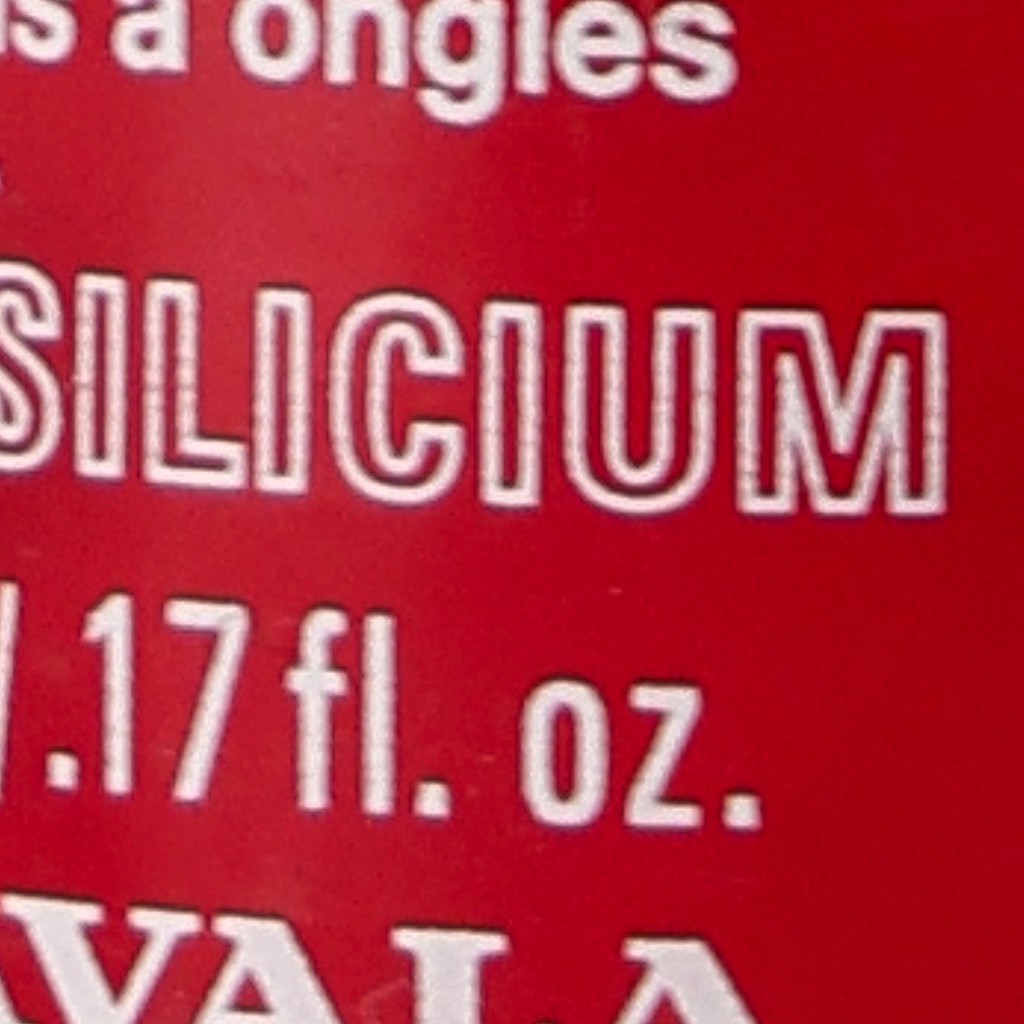 à ongles
SILICIUM
.17 fl. oz.